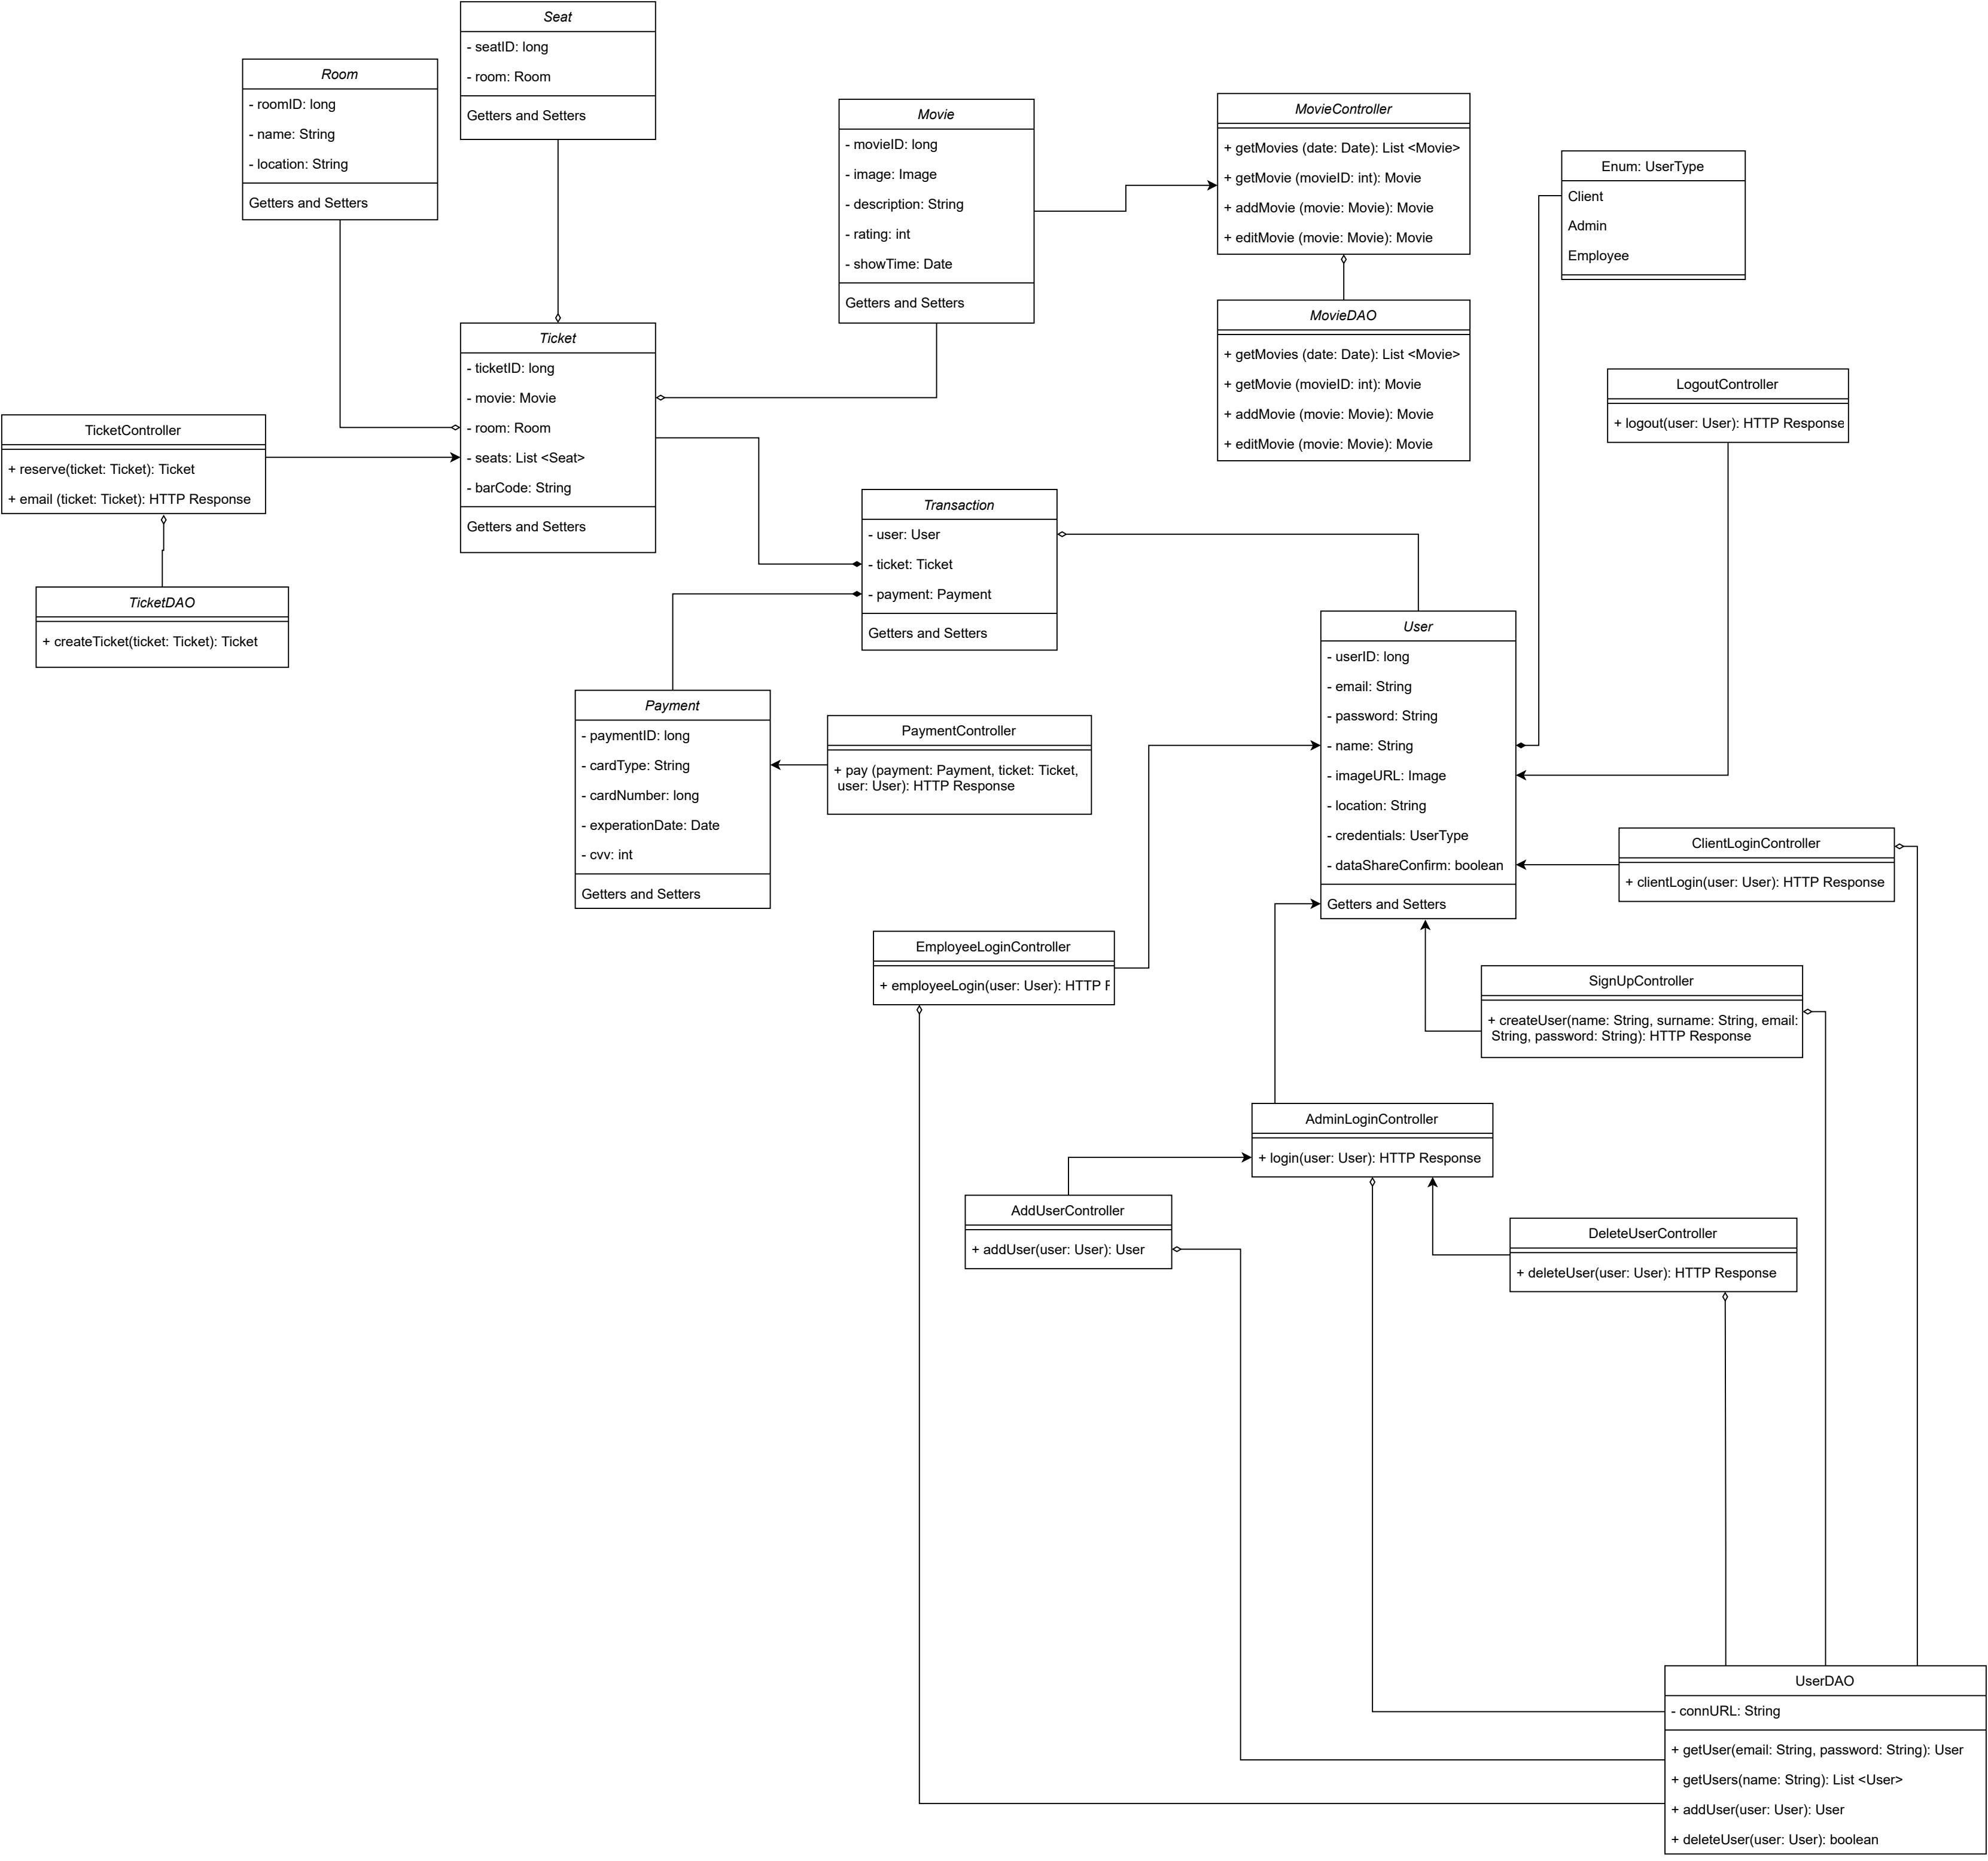 Seat
- seatID: long
- room: Room
Getters and Setters
Room
- roomID: long
- name: String
- location: String
Getters and Setters
Movie
- movieID: long
- image: Image
- description: String
- rating: int
- showTime: Date
Getters and Setters
MovieController
+ getMovies (date: Date): List <Movie>
+ getMovie (movieID: int): Movie
+ addMovie (movie: Movie): Movie
+ editMovie (movie: Movie): Movie
Enum: UserType
Client
Admin
Employee
MovieDAO
+ getMovies (date: Date): List <Movie>
+ getMovie (movieID: int): Movie
+ addMovie (movie: Movie): Movie
+ editMovie (movie: Movie): Movie
Ticket
- ticketID: long
- movie: Movie
- room: Room
- seats: List <Seat>
- barCode: String
Getters and Setters
LogoutController
+ logout(user: User): HTTP Response
TicketController
+ reserve(ticket: Ticket): Ticket
+ email (ticket: Ticket): HTTP Response
TicketDAO
+ createTicket(ticket: Ticket): Ticket
Transaction
- user: User
- ticket: Ticket
- payment: Payment
Getters and Setters
User
- userID: long
- email: String
- password: String
- name: String
- imageURL: Image
- location: String
- credentials: UserType
- dataShareConfirm: boolean
Getters and Setters
Payment
- paymentID: long
- cardType: String
- cardNumber: long
- experationDate: Date
- cvv: int
Getters and Setters
PaymentController
+ pay (payment: Payment, ticket: Ticket,
user: User): HTTP Response
ClientLoginController
+ clientLogin(user: User): HTTP Response
EmployeeLoginController
+ employeeLogin(user: User): HTTP
SignUpController
+ createUser(name: String, surname: String, email:
String, password: String): HTTP Response
AdminLoginController
+ login(user: User): HTTP Response
AddUserController
+ addUser(user: User): User
DeleteUserController
+ deleteUser(user: User): HTTP Response
UserDAO
- connURL: String
+ getUser(email: String, password: String): User
+ getUsers(name: String): List <User>
+ addUser(user: User): User
+ deleteUser(user: User): boolean